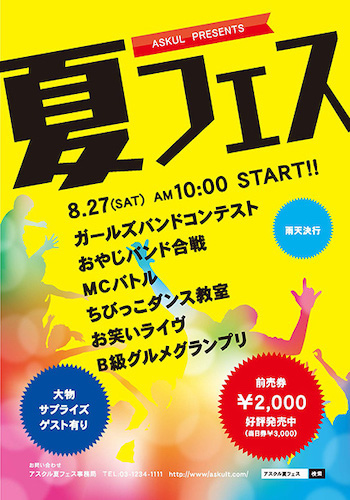 ASKUL PRESENTS
夏フェス
8.27(SAT) AM10:00 START!!
ガールズバンドコンテスト
おやじバンド合戦
MCバトル
ちびっこダンス教室
お笑いライヴ
B級グルメグランプリ
雨天決行
大物
サプライズ
ゲスト有り
前売券
¥2,000
好評発売中
(当日券¥3,000)
お問い合わせ
アスクル夏フェス事務局 TEL 03-1234-1111 http://www.askult.com/
アスクル夏フェス 検索